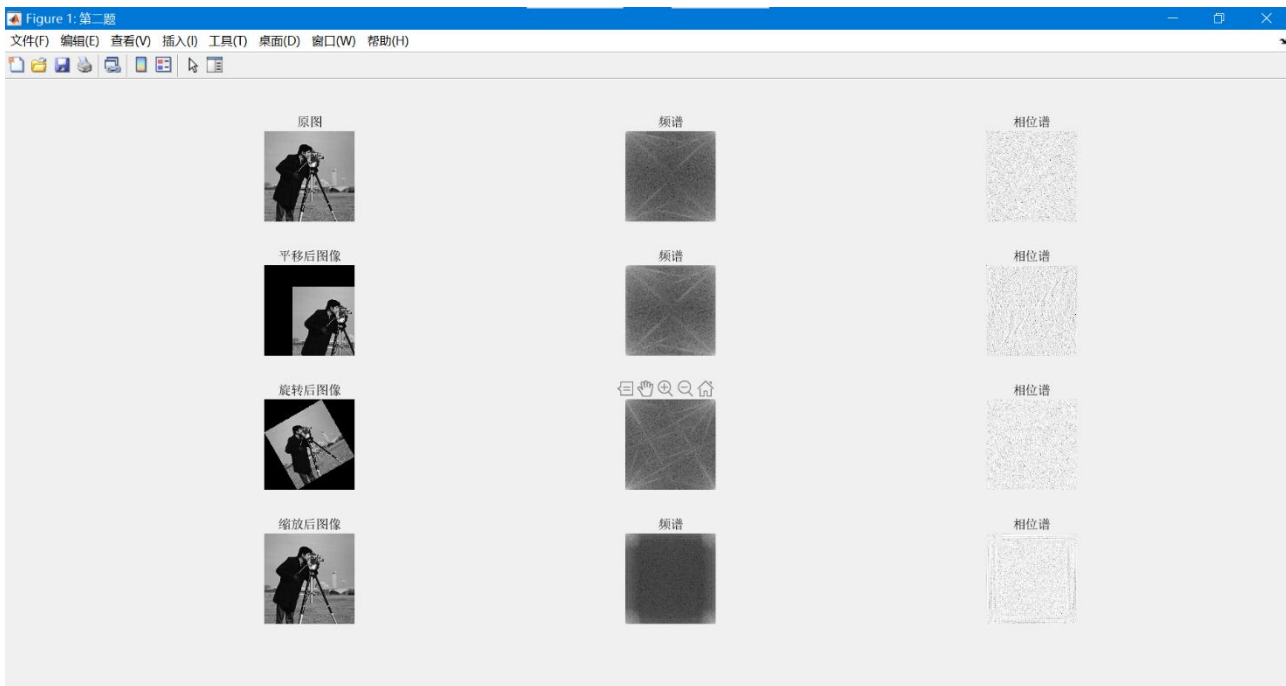 Figure 1: 第二题
文件(F) 编辑(E) 查看(V) 插入(I) 工具(T) 桌面(D) 窗口(W) 帮助(H)
原图 频谱 相位谱
平移后图像 频谱 相位谱
旋转后图像 相位谱
缩放后图像 频谱 相位谱